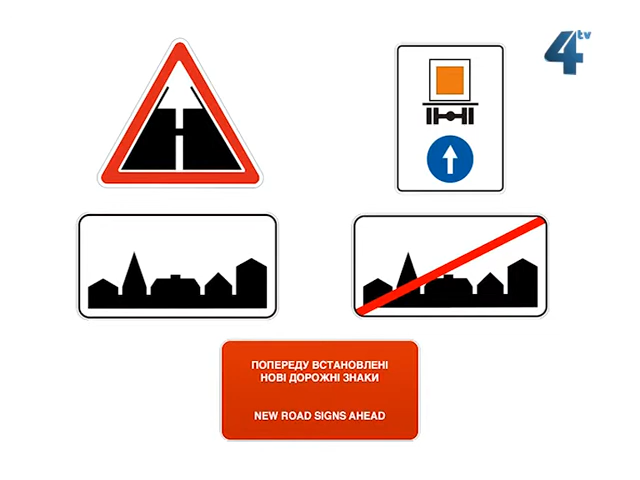 4tv
ПОПЕРЕДУ ВСТАНОВЛЕНІ
НОВІ ДОРОЖНІ ЗНАКИ
NEW ROAD SIGNS AHEAD